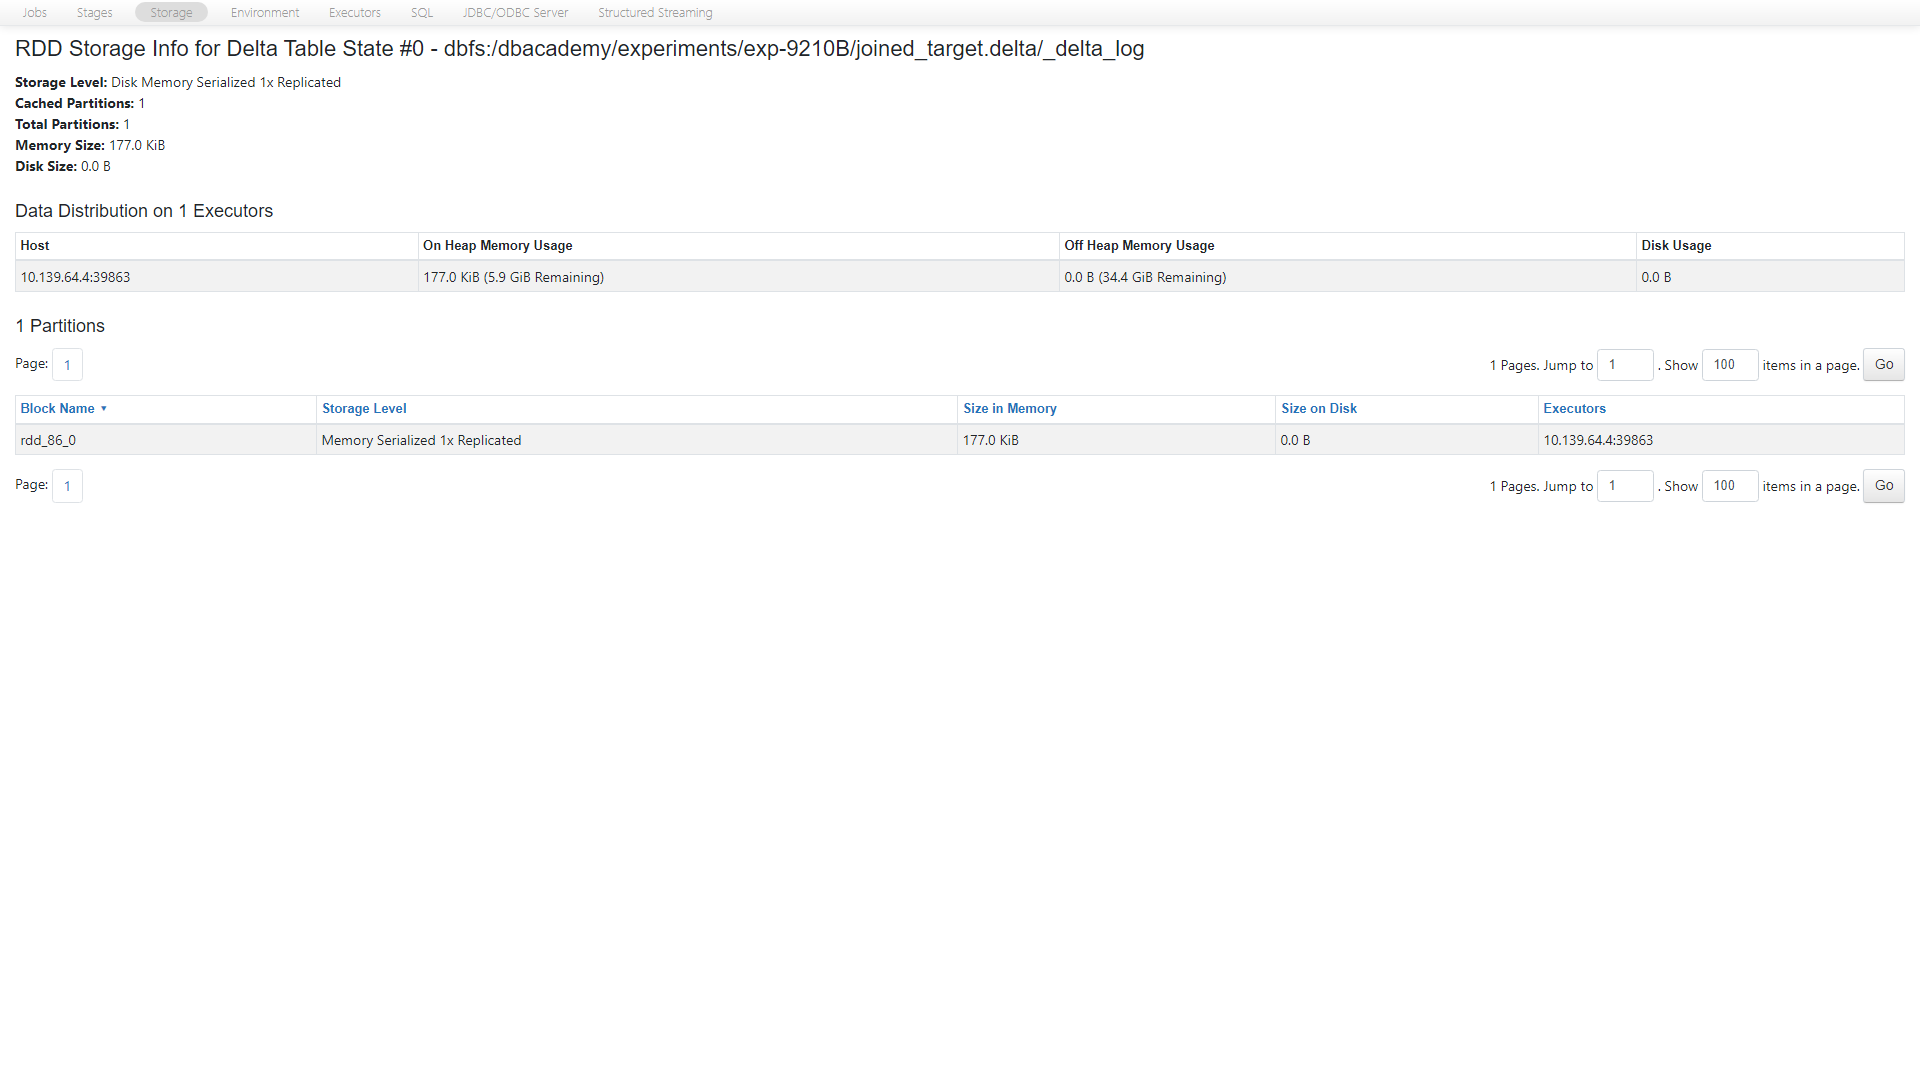 Jobs Stages Storage Environment Executors SQL JDBC/ODBC Server Structured Streaming
RDD Storage Info for Delta Table State #0 - dbfs:/dbacademy/experiments/exp-9210B/joined_target.delta/_delta_log
Storage Level: Disk Memory Serialized 1x Replicated
Cached Partitions: 1
Total Partitions: 1
Memory Size: 177.0 KiB
Disk Size: 0.0 B
Data Distribution on 1 Executors
Host On Heap Memory Usage Off Heap Memory Usage Disk Usage
10.139.64.4:39863 177.0 KiB (5.9 GiB Remaining) 0.0 B (34.4 GiB Remaining) 0.0 B
1 Partitions
Page: 1 1 Pages. Jump to 1 . Show 100 items in a page. Go
Block Name ▾ Storage Level Size in Memory Size on Disk Executors
rdd_86_0 Memory Serialized 1x Replicated 177.0 KiB 0.0 B 10.139.64.4:39863
Page: 1 1 Pages. Jump to 1 . Show 100 items in a page. Go